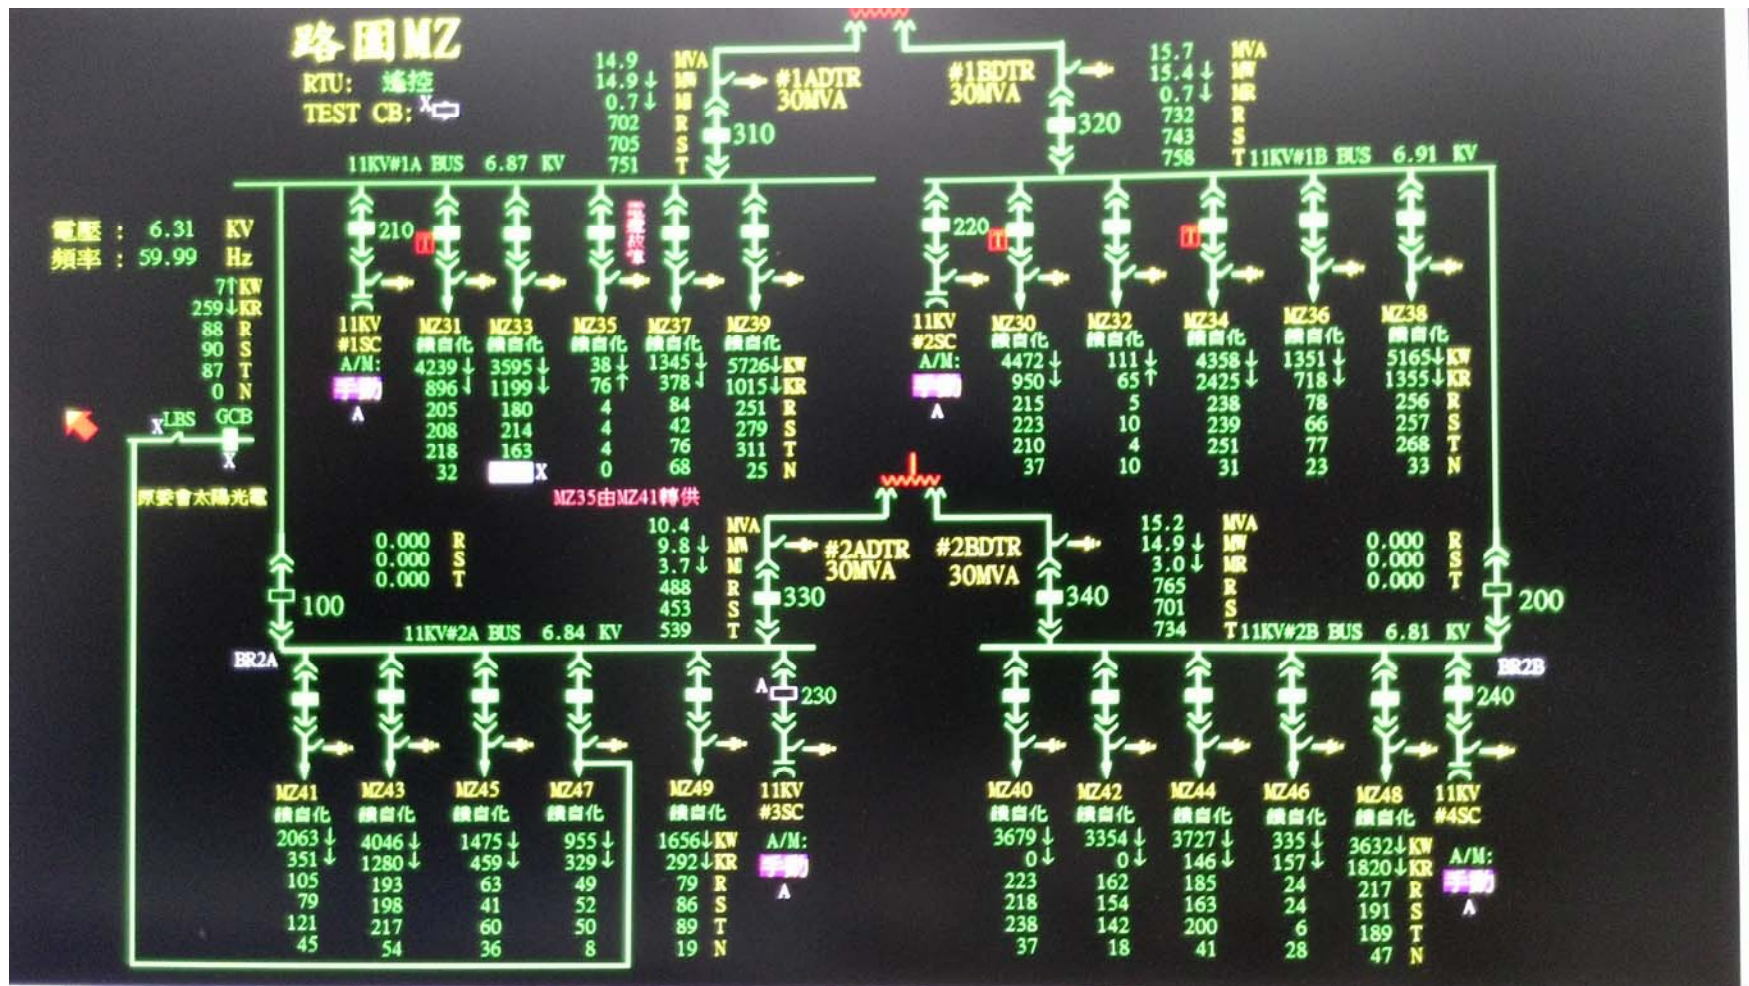 路園MZ
RTU: 遙控
TEST CB: X
14.9 MVA
14.9↓ MW
0.7↓ M
702 R
705 S
751 T
#1ADTR
30MVA
310
#1BDTR
30MVA
320
15.7 MVA
15.4↓ MW
0.7↓ MR
732 R
743 S
758 T
11KV#1A BUS 6.87 KV
11KV#1B BUS 6.91 KV
電壓 : 6.31 KV
頻率 : 59.99 Hz
7↑KW
259↓KR
88 R
90 S
87 T
0 N
X LBS GCB
X
原委會太陽光電
210 T
220 T T
11KV MZ31 MZ33 MZ35 MZ37 MZ39
#1SC 饋自化 饋自化 饋自化 饋自化 饋自化
A/M: 4239↓ 3595↓ 38↓ 1345↓ 5726↓KW
手動 896↓ 1199↓ 76↑ 378↓ 1015↓KR
A 205 180 4 84 251 R
208 214 4 42 279 S
218 163 4 76 311 T
32 X 0 68 25 N
MZ35由MZ41轉供
11KV MZ30 MZ32 MZ34 MZ36 MZ38
#2SC 饋自化 饋自化 饋自化 饋自化 饋自化
A/M: 4472↓ 111↓ 4358↓ 1351↓ 5165↓KW
手動 950↓ 65↑ 2425↓ 718↓ 1355↓KR
A 215 5 238 78 256 R
223 10 239 66 257 S
210 4 251 77 268 T
37 10 31 23 33 N
0.000 R
0.000 S
0.000 T
100
10.4 MVA
9.8↓ MW
3.7↓ M
488 R
453 S
539 T
#2ADTR
30MVA
330
#2BDTR
30MVA
340
15.2 MVA
14.9↓ MW
3.0↓ MR
765 R
701 S
734 T
0.000 R
0.000 S
0.000 T
200
11KV#2A BUS 6.84 KV
11KV#2B BUS 6.81 KV
BR2A
BR2B
A 230
240
MZ41 MZ43 MZ45 MZ47 MZ49 11KV
饋自化 饋自化 饋自化 饋自化 饋自化 #3SC
2063↓ 4046↓ 1475↓ 955↓ 1656↓KW A/M:
351↓ 1280↓ 459↓ 329↓ 292↓KR 手動
105 193 63 49 79 R A
79 198 41 52 86 S
121 217 60 50 89 T
45 54 36 8 19 N
MZ40 MZ42 MZ44 MZ46 MZ48 11KV
饋自化 饋自化 饋自化 饋自化 饋自化 #4SC
3679↓ 3354↓ 3727↓ 335↓ 3632↓KW A/M:
0↓ 0↓ 146↓ 157↓ 1820↓KR 手動
223 162 185 24 217 R A
218 154 163 24 191 S
238 142 200 6 189 T
37 18 41 28 47 N